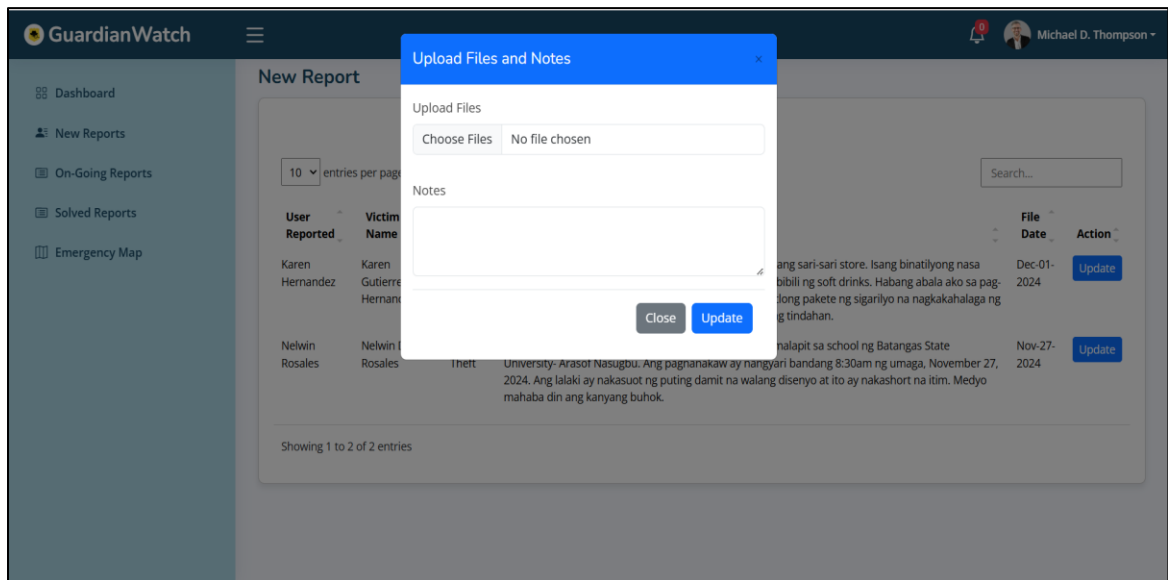 GuardianWatch
0
Michael D. Thompson
Dashboard
New Reports
On-Going Reports
Solved Reports
Emergency Map
New Report
Upload Files and Notes
×
Upload Files
Choose Files No file chosen
Notes
Close Update
10 entries per page
Search...
User Reported
Victim Name
File Date
Action
Karen Hernandez
Karen
ang sari-sari store. Isang binatilyong nasa
bibili ng soft drinks. Habang abala ako sa pag-
pakete ng sigarilyo na nagkakahalaga ng
tindahan.
Dec-01-
2024
Update
Nelwin Rosales
Nelwin
Rosales
Theft
malapit sa school ng Batangas State
University- Arasof Nasugbu. Ang pagnanakaw ay nangyari bandang 8:30am ng umaga, November 27,
2024. Ang lalaki ay nakasuot ng puting damit na walang disenyo at ito ay nakashort na itim. Medyo
mahaba din ang kanyang buhok.
Nov-27-
2024
Update
Showing 1 to 2 of 2 entries